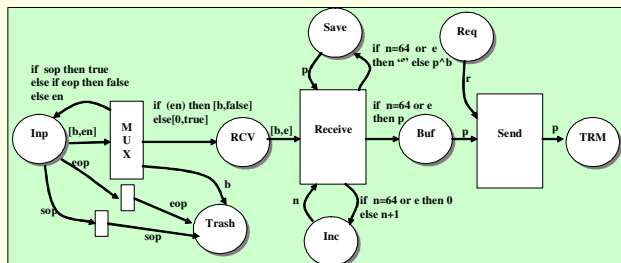 Save
Req
if n=64 or e
then “” else p^b
if sop then true
else if eop then false
else en
p
r
if (en) then [b,false]
else[0,true]
if n=64 or e
then p
Inp
[b,en]
M
U
X
RCV
[b,e]
Receive
Buf
p
Send
p
TRM
eop
b
n
if n=64 or e then 0
else n+1
sop
eop
Trash
sop
Inc